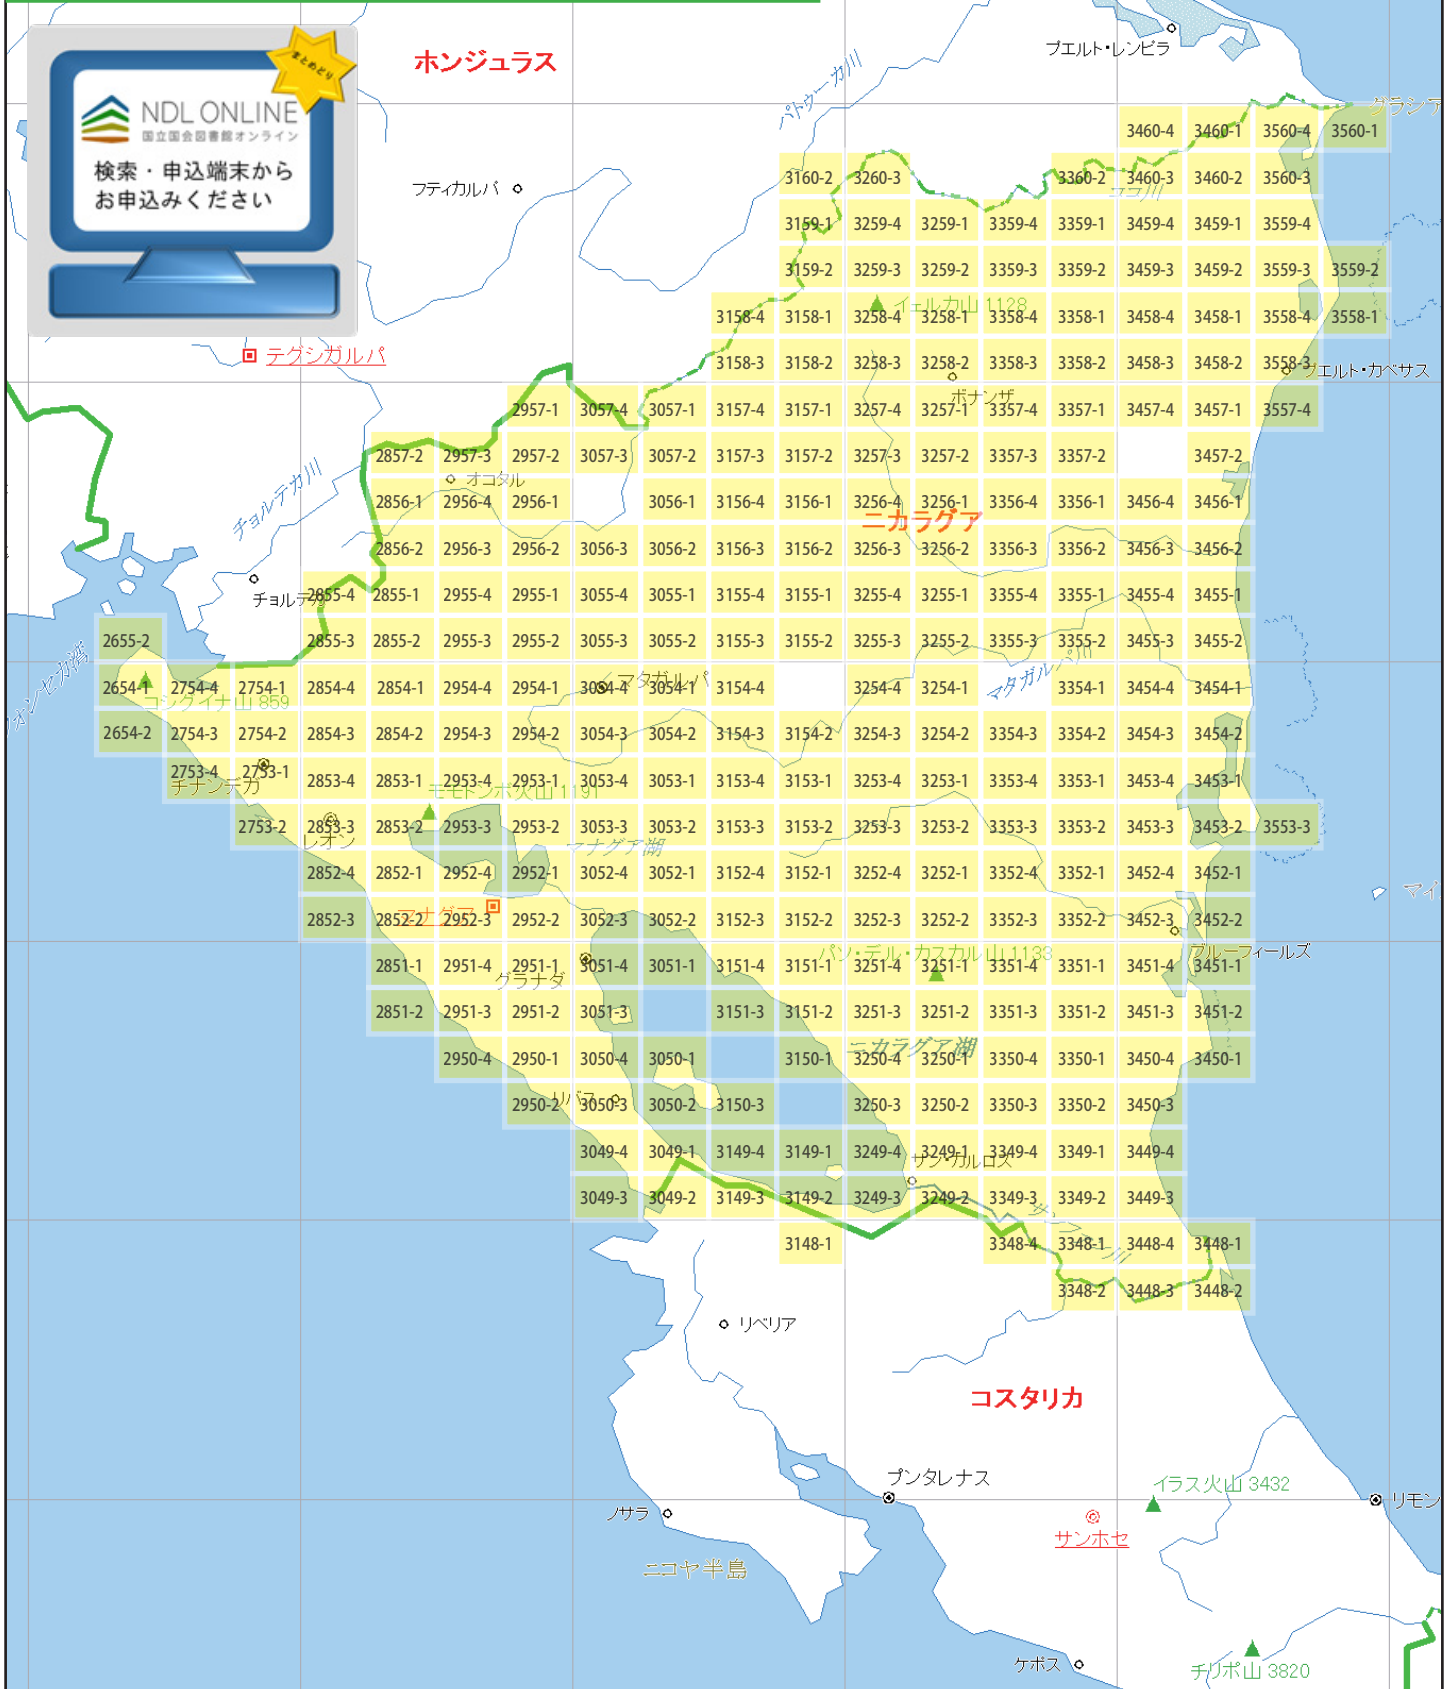 ホンジュラス
プエルト・レンピラ
まとめどり
NDL ONLINE
国立国会図書館オンライン
検索・申込端末から
お申込みください
パトゥーカ川
グラシア
3460-4 3460-1 3560-4 3560-1
フティカルパ
3160-2 3260-3 3360-2 3460-3 3460-2 3560-3
ココ川
3159-1 3259-4 3259-1 3359-4 3359-1 3459-4 3459-1 3559-4
3159-2 3259-3 3259-2 3359-3 3359-2 3459-3 3459-2 3559-3 3559-2
イェルカ山 1128
3158-4 3158-1 3258-4 3258-1 3358-4 3358-1 3458-4 3458-1 3558-4 3558-1
テグシガルパ
3158-3 3158-2 3258-3 3258-2 3358-3 3358-2 3458-3 3458-2 3558-3
プエルト・カベサス
ボナンザ
2957-1 3057-4 3057-1 3157-4 3157-1 3257-4 3257-1 3357-4 3357-1 3457-4 3457-1 3557-4
2857-2 2957-3 2957-2 3057-3 3057-2 3157-3 3157-2 3257-3 3257-2 3357-3 3357-2 3457-2
オコタル
チョルテカ川
2856-1 2956-4 2956-1 3056-1 3156-4 3156-1 3256-4 3256-1 3356-4 3356-1 3456-4 3456-1
ニカラグア
2856-2 2956-3 2956-2 3056-3 3056-2 3156-3 3156-2 3256-3 3256-2 3356-3 3356-2 3456-3 3456-2
チョルテカ
2855-4 2855-1 2955-4 2955-1 3055-4 3055-1 3155-4 3155-1 3255-4 3255-1 3355-4 3355-1 3455-4 3455-1
2655-2 2855-3 2855-2 2955-3 2955-2 3055-3 3055-2 3155-3 3155-2 3255-3 3255-2 3355-3 3355-2 3455-3 3455-2
フォンセカ湾
マタガルパ
マタガルパ川
2654-1 2754-4 2754-1 2854-4 2854-1 2954-4 2954-1 3054-4 3054-1 3154-4 3254-4 3254-1 3354-1 3454-4 3454-1
コシグイナ山 859
2654-2 2754-3 2754-2 2854-3 2854-2 2954-3 2954-2 3054-3 3054-2 3154-3 3154-2 3254-3 3254-2 3354-3 3354-2 3454-3 3454-2
2753-4 2753-1 2853-4 2853-1 2953-4 2953-1 3053-4 3053-1 3153-4 3153-1 3253-4 3253-1 3353-4 3353-1 3453-4 3453-1
チナンデガ
モモトンボ火山 1191
2753-2 2853-3 2853-2 2953-3 2953-2 3053-3 3053-2 3153-3 3153-2 3253-3 3253-2 3353-3 3353-2 3453-3 3453-2 3553-3
レオン
マナグア湖
2852-4 2852-1 2952-4 2952-1 3052-4 3052-1 3152-4 3152-1 3252-4 3252-1 3352-4 3352-1 3452-4 3452-1
マイ
マナグア
2852-3 2852-2 2952-3 2952-2 3052-3 3052-2 3152-3 3152-2 3252-3 3252-2 3352-3 3352-2 3452-3 3452-2
パソ・デル・カスカル山 1133
ブルーフィールズ
2851-1 2951-4 2951-1 3051-4 3051-1 3151-4 3151-1 3251-4 3251-1 3351-4 3351-1 3451-4 3451-1
グラナダ
2851-2 2951-3 2951-2 3051-3 3151-3 3151-2 3251-3 3251-2 3351-3 3351-2 3451-3 3451-2
ニカラグア湖
2950-4 2950-1 3050-4 3050-1 3150-1 3250-4 3250-1 3350-4 3350-1 3450-4 3450-1
リバス
2950-2 3050-3 3050-2 3150-3 3250-3 3250-2 3350-3 3350-2 3450-3
3049-4 3049-1 3149-4 3149-1 3249-4 3249-1 3349-4 3349-1 3449-4
サン・カルロス
3049-3 3049-2 3149-3 3149-2 3249-3 3249-2 3349-3 3349-2 3449-3
サンフアン川
3148-1 3348-4 3348-1 3448-4 3448-1
3348-2 3448-3 3448-2
リベリア
コスタリカ
プンタレナス
イラス火山 3432
リモン
ノサラ
サンホセ
ニコヤ半島
ケポス
チリポ山 3820